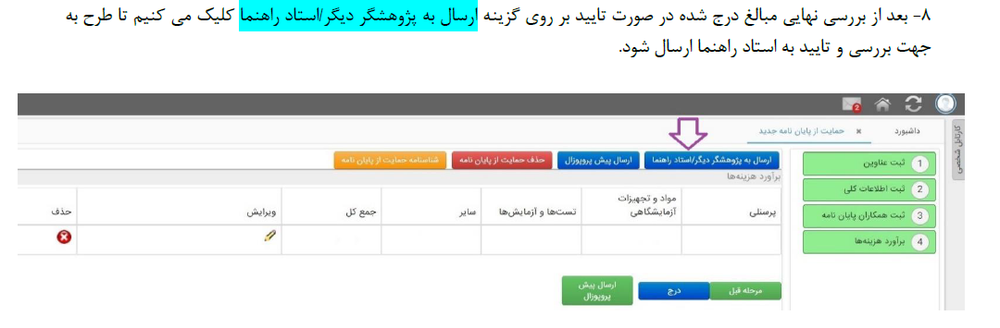 ۸- بعد از بررسی نهایی مبالغ درج شده در صورت تایید بر روی گزینه ارسال به پژوهشگر دیگر/استاد راهنما کلیک می کنیم تا طرح به
جهت بررسی و تایید به استاد راهنما ارسال شود.
2
کارتابل شخصی
داشبورد
حمایت از پایان نامه جدید ×
1 ثبت عناوین
2 ثبت اطلاعات کلی
3 ثبت همکاران پایان نامه
4 برآورد هزینه‌ها
ارسال به پژوهشگر دیگر/استاد راهنما
ارسال پیش پروپوزال
حذف حمایت از پایان نامه
شناسنامه حمایت از پایان نامه
برآورد هزینه‌ها
پرسنلی
مواد و تجهیزات
آزمایشگاهی
تست‌ها و آزمایش‌ها
سایر
جمع کل
ویرایش
حذف
مرحله قبل
درج
ارسال پیش
پروپوزال